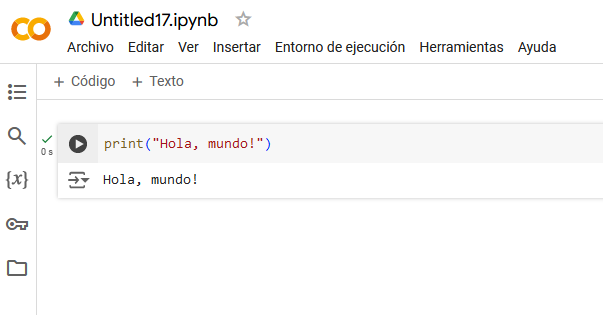 Untitled17.ipynb
Archivo Editar Ver Insertar Entorno de ejecución Herramientas Ayuda
+ Código + Texto
print("Hola, mundo!")
0 s
Hola, mundo!
{x}